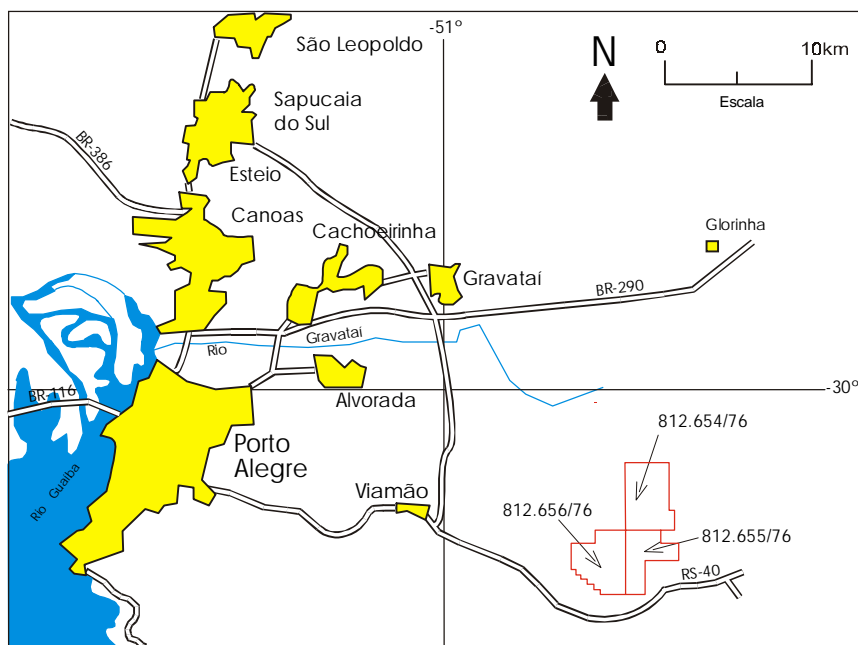 São Leopoldo
-51º
N
0 10km
Escala
Sapucaia
do Sul
BR-386
Esteio
Canoas
Cachoeirinha
Glorinha
Gravataí
BR-290
Rio Gravataí
BR-116
Alvorada
-30º
812.654/76
Porto
Alegre
Rio Guaíba
Viamão
812.656/76
812.655/76
RS-40